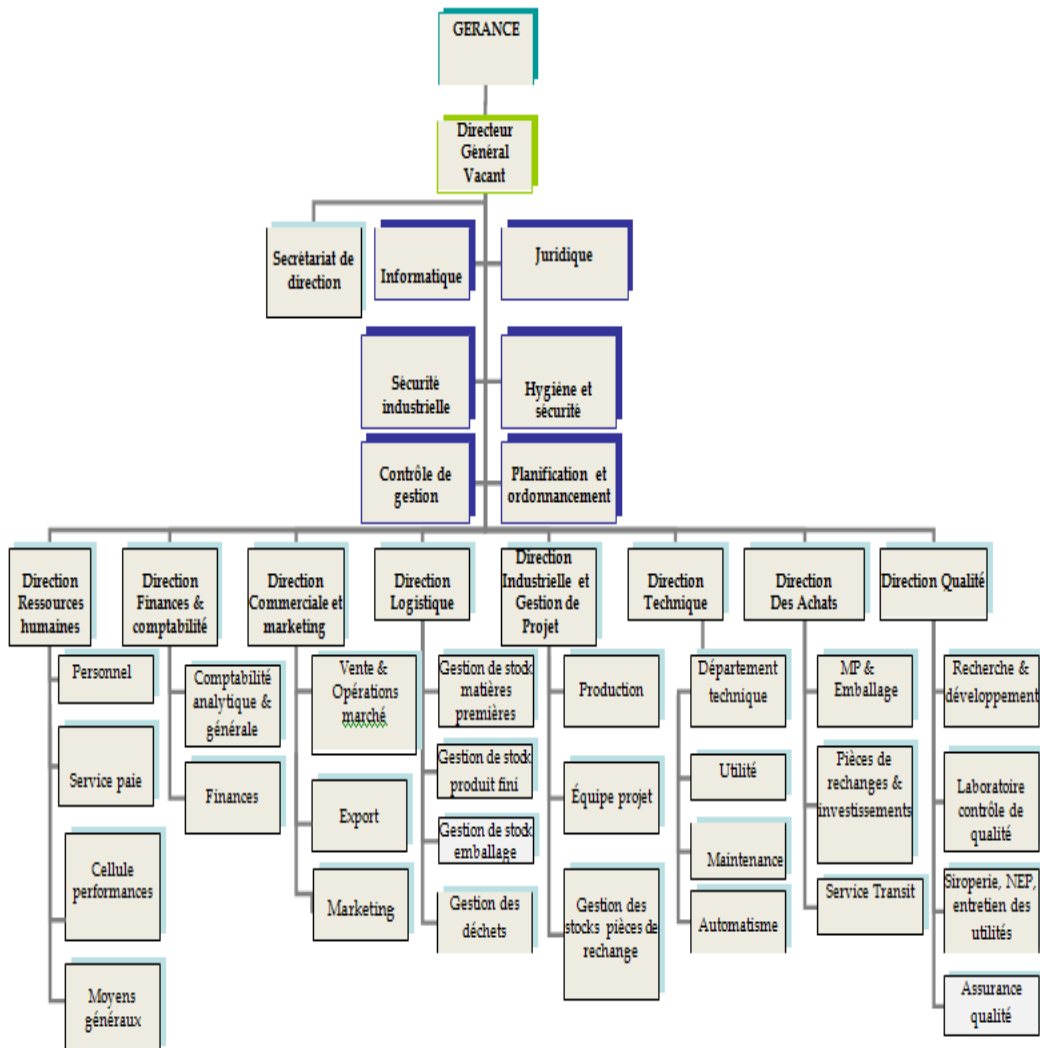 GERANCE
Directeur
Général
Vacant
Secrétariat de
direction
Informatique
Juridique
Sécurité
industrielle
Hygiène et
sécurité
Contrôle de
gestion
Planification et
ordonnancement
Direction
Ressources
humaines
Direction
Finances &
comptabilité
Direction
Commerciale et
marketing
Direction
Logistique
Direction
Industrielle et
Gestion de
Projet
Direction
Technique
Direction
Des Achats
Direction Qualité
Personnel
Service paie
Cellule
performances
Moyens
généraux
Comptabilité
analytique &
générale
Finances
Vente &
Opérations
marché
Export
Marketing
Gestion de stock
matières
premières
Gestion de stock
produit fini
Gestion de stock
emballage
Gestion des
déchets
Production
Équipe projet
Gestion des
stocks pièces de
rechange
Département
technique
Utilité
Maintenance
Automatisme
MP &
Emballage
Pièces de
rechanges &
investissements
Service Transit
Recherche &
développement
Laboratoire
contrôle de
qualité
Siroperie, NEP,
entretien des
utilités
Assurance
qualité